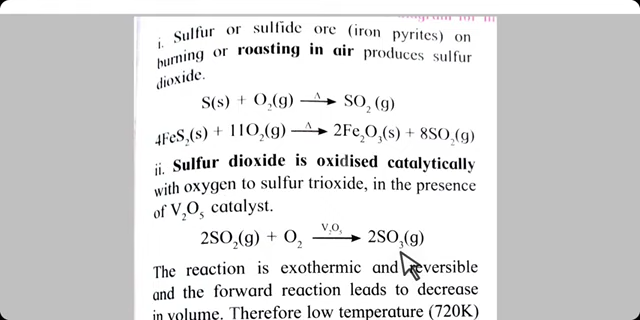 i. Sulfur or sulfide ore (iron pyrites) on
burning or roasting in air produces sulfur
dioxide.
S(s) + O₂(g) —Δ→ SO₂ (g)
4FeS₂(s) + 11O₂(g) —Δ→ 2Fe₂O₃(s) + 8SO₂(g)
ii. Sulfur dioxide is oxidised catalytically
with oxygen to sulfur trioxide, in the presence
of V₂O₅ catalyst.
2SO₂(g) + O₂ —V₂O₅→ 2SO₃(g)
The reaction is exothermic and reversible
and the forward reaction leads to decrease
in volume. Therefore low temperature (720K)